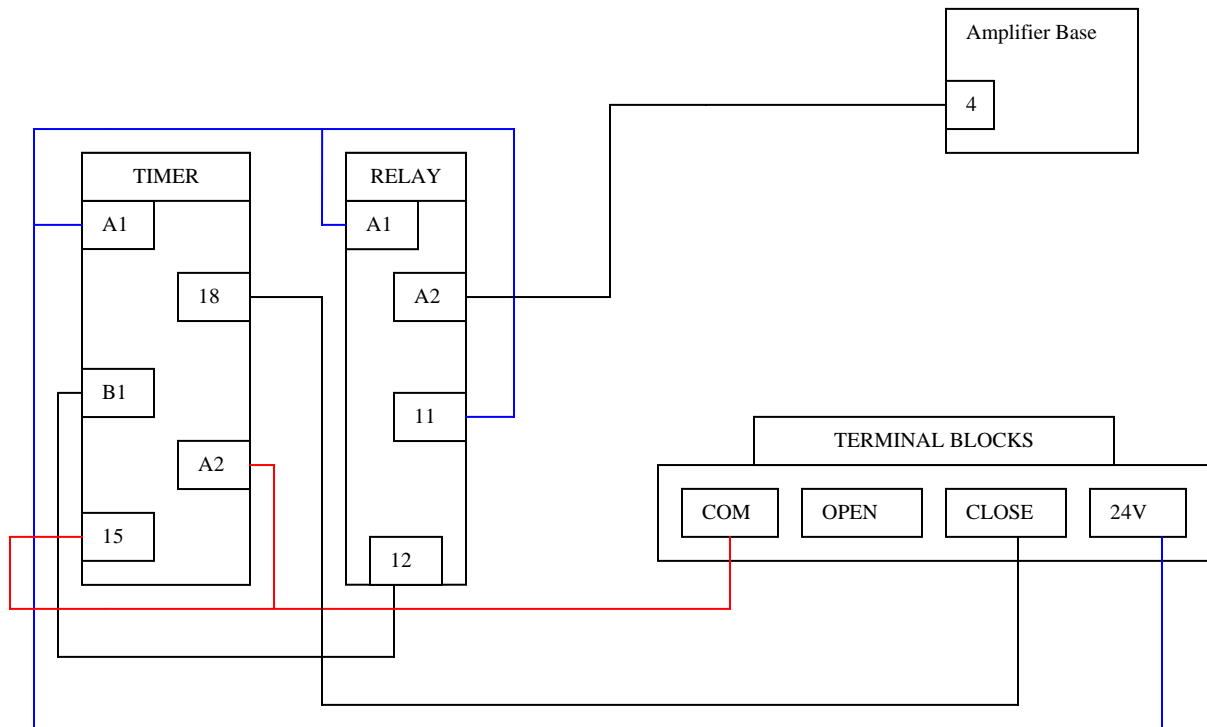 Amplifier Base
4
TIMER
RELAY
A1
A1
18
A2
B1
11
A2
TERMINAL BLOCKS
COM
OPEN
CLOSE
24V
15
12